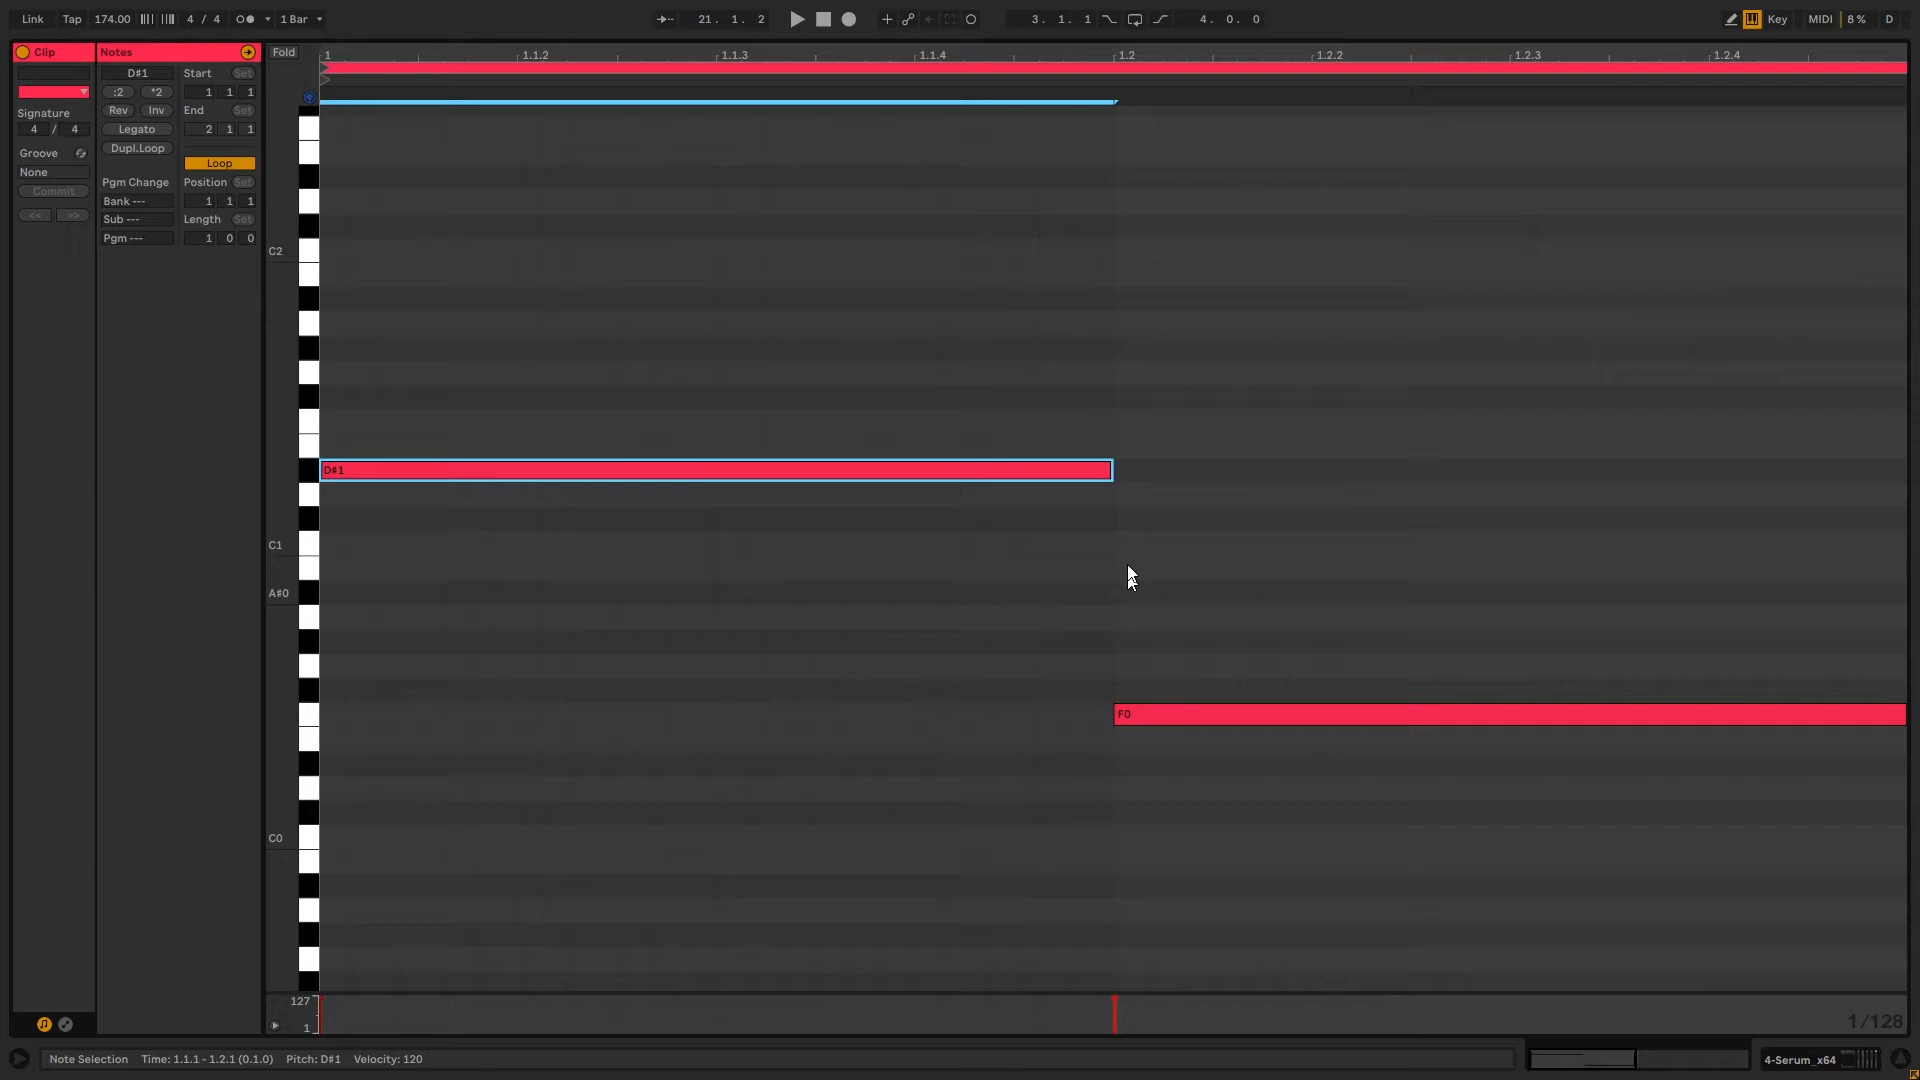 Link Tap 174.00 4 / 4 1 Bar 21. 1. 2 3. 1. 1 4. 0. 0 Key MIDI 8 % D
Clip Notes Fold 1 1.1.2 1.1.3 1.1.4 1.2 1.2.2 1.2.3 1.2.4
D#1 Start Set
:2 *2 1 1 1
Signature Rev Inv End Set
4 / 4 Legato 2 1 1
Groove Dupl.Loop
None Loop
Commit Pgm Change Position Set
<< >> Bank --- 1 1 1
Sub --- Length Set
Pgm --- 1 0 0
C2
D#1
C1
A#0
F0
C0
127
1
1/128
Note Selection Time: 1.1.1 - 1.2.1 (0.1.0) Pitch: D#1 Velocity: 120 4-Serum_x64